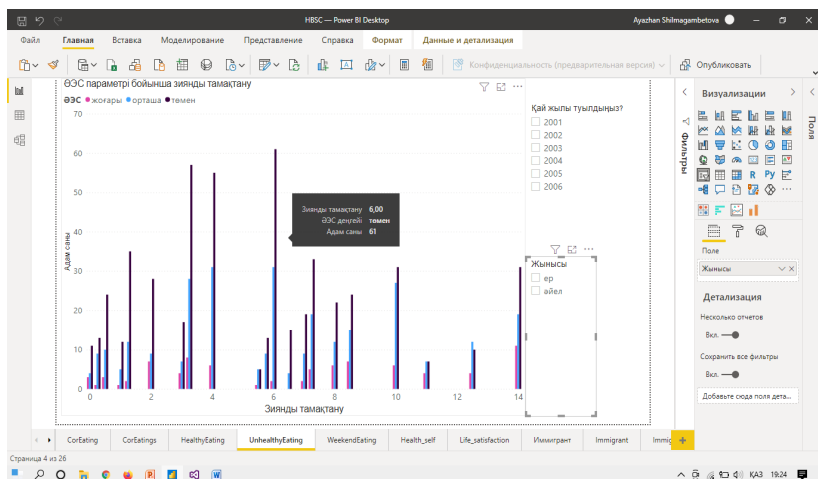 HBSC — Power BI Desktop
Ayazhan Shilmagambetova
Файл Главная Вставка Моделирование Представление Справка Формат Данные и детализация
Конфиденциальность (предварительная версия)
Опубликовать
ӘЭС параметрі бойынша зиянды тамақтану
ӘЭС жоғары орташа төмен
70
60
50
40
30
20
10
0
Адам саны
0 2 4 6 8 10 12 14
Зиянды тамақтану
Зиянды тамақтану 6,00
ӘЭС деңгейі төмен
Адам саны 61
Қай жылы туылдыңыз?
2001
2002
2003
2004
2005
2006
Жынысы
ер
әйел
Фильтры
Визуализации
R Py
Поле
Жынысы
Детализация
Несколько отчетов
Вкл.
Сохранить все фильтры
Вкл.
Добавьте сюда поля дета...
Поля
CorEating CorEatings HealthyEating UnhealthyEating WeekendEating Health_self Life_satisfaction Иммигрант Immigrant Immig
Страница 4 из 26
ҚАЗ 19:24